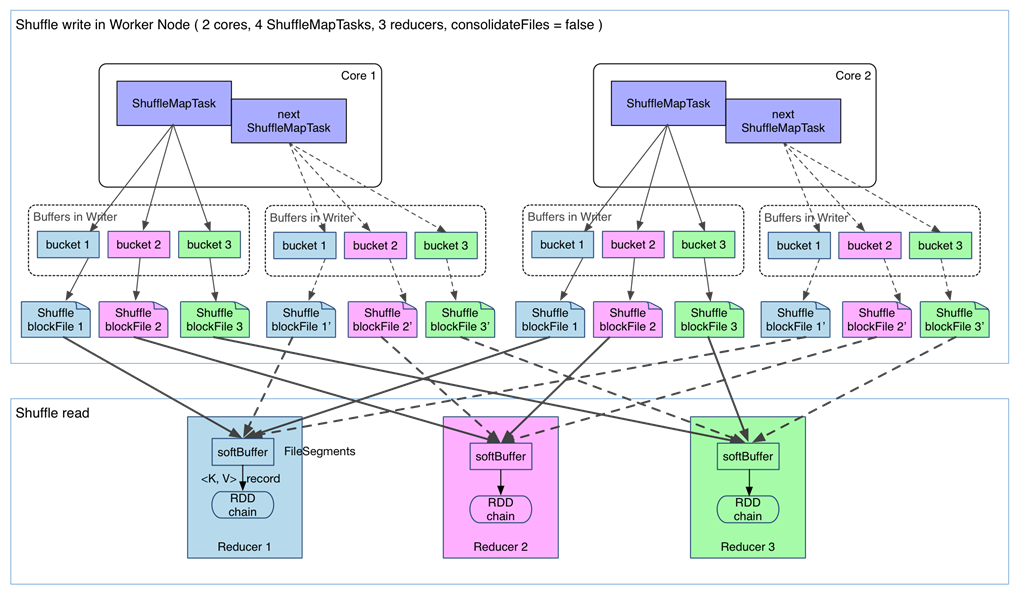 Shuffle write in Worker Node ( 2 cores, 4 ShuffleMapTasks, 3 reducers, consolidateFiles = false )
Core 1
ShuffleMapTask
next
ShuffleMapTask
Core 2
ShuffleMapTask
next
ShuffleMapTask
Buffers in Writer
bucket 1
bucket 2
bucket 3
Buffers in Writer
bucket 1
bucket 2
bucket 3
Buffers in Writer
bucket 1
bucket 2
bucket 3
Buffers in Writer
bucket 1
bucket 2
bucket 3
Shuffle
blockFile 1
Shuffle
blockFile 2
Shuffle
blockFile 3
Shuffle
blockFile 1’
Shuffle
blockFile 2’
Shuffle
blockFile 3’
Shuffle
blockFile 1
Shuffle
blockFile 2
Shuffle
blockFile 3
Shuffle
blockFile 1’
Shuffle
blockFile 2’
Shuffle
blockFile 3’
Shuffle read
softBuffer
FileSegments
<K, V> record
RDD
chain
Reducer 1
softBuffer
RDD
chain
Reducer 2
softBuffer
RDD
chain
Reducer 3